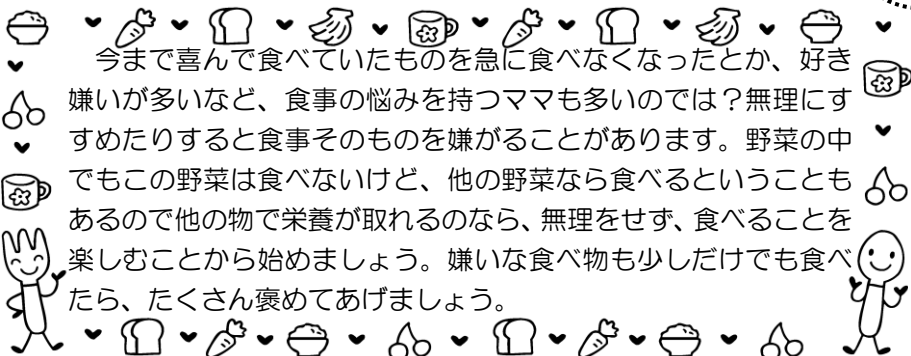 今まで喜んで食べていたものを急に食べなくなったとか、好き
嫌いが多いなど、食事の悩みを持つママも多いのでは？無理にす
すめたりすると食事そのものを嫌がることがあります。野菜の中
でもこの野菜は食べないけど、他の野菜なら食べるということも
あるので他の物で栄養が取れるのなら、無理をせず、食べることを
楽しむことから始めましょう。嫌いな食べ物も少しだけでも食べ
たら、たくさん褒めてあげましょう。